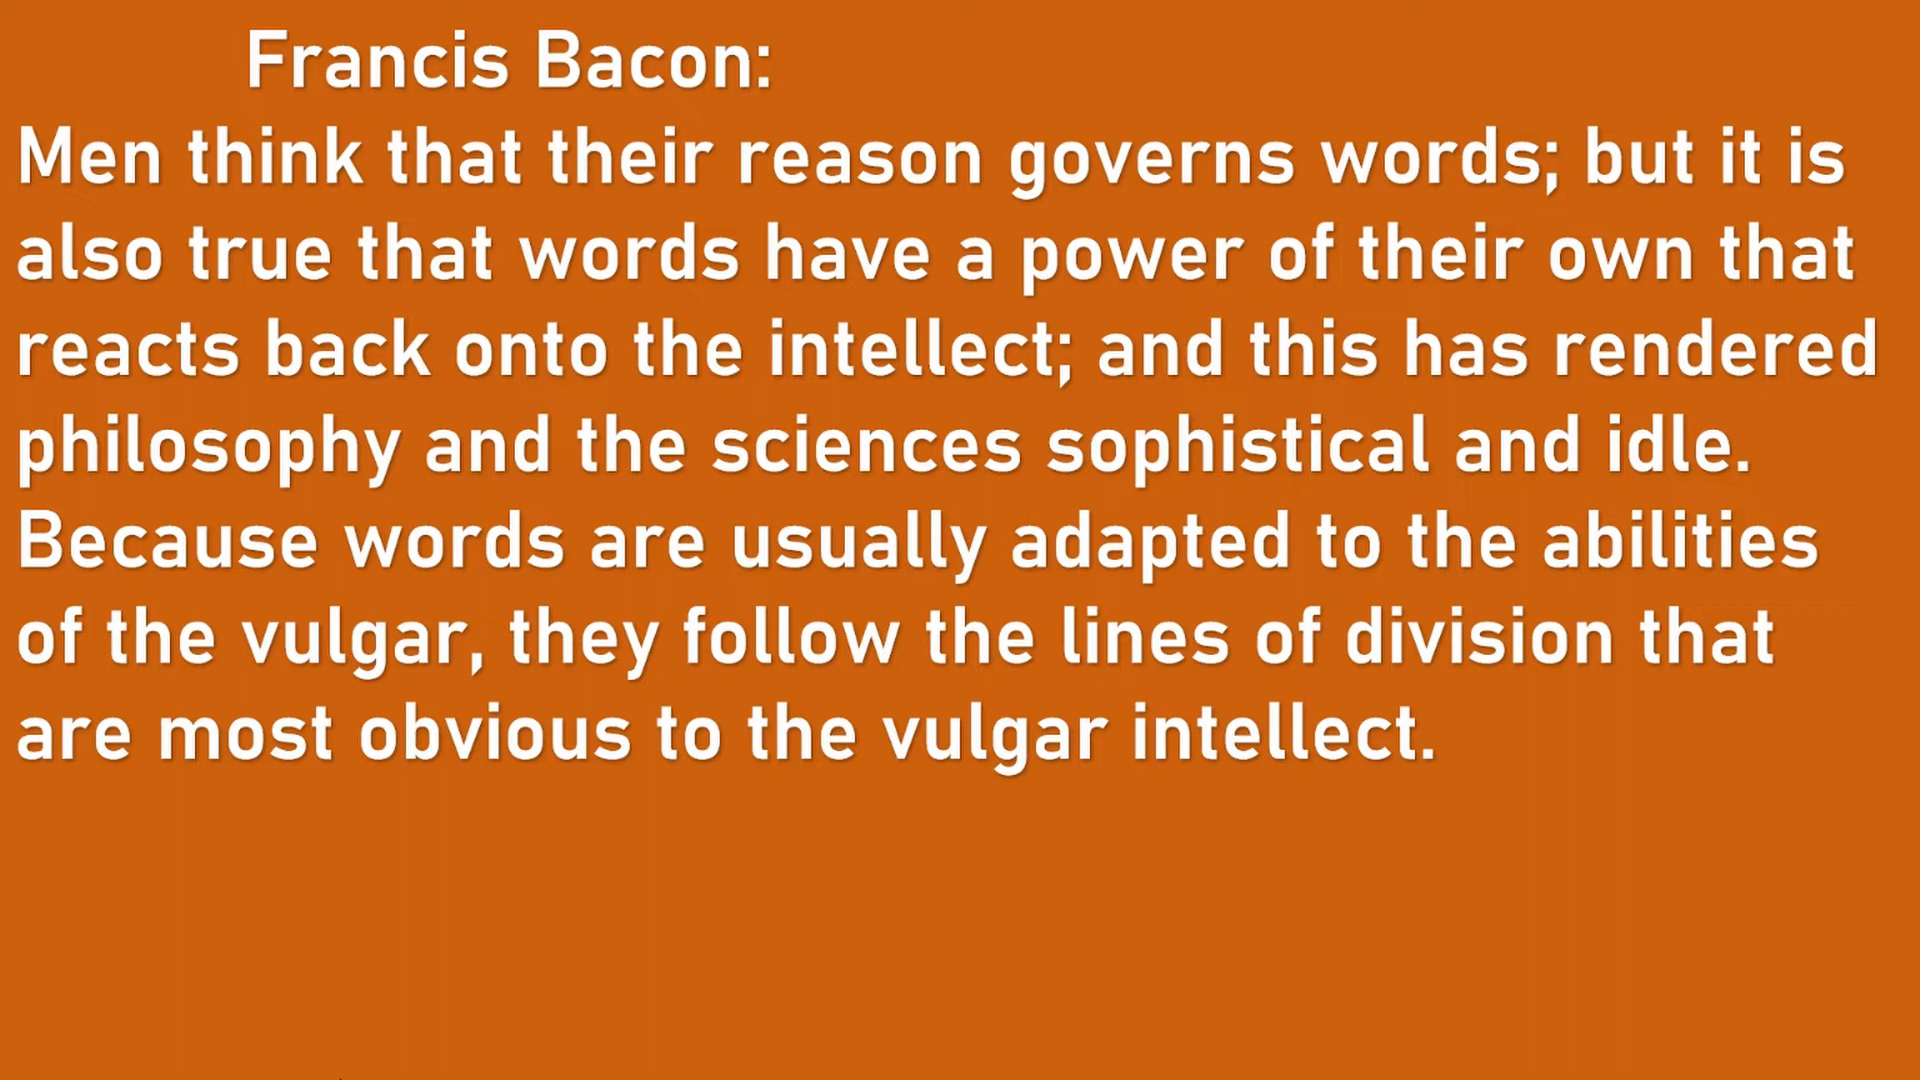 Francis Bacon:
Men think that their reason governs words; but it is
also true that words have a power of their own that
reacts back onto the intellect; and this has rendered
philosophy and the sciences sophistical and idle.
Because words are usually adapted to the abilities
of the vulgar, they follow the lines of division that
are most obvious to the vulgar intellect.